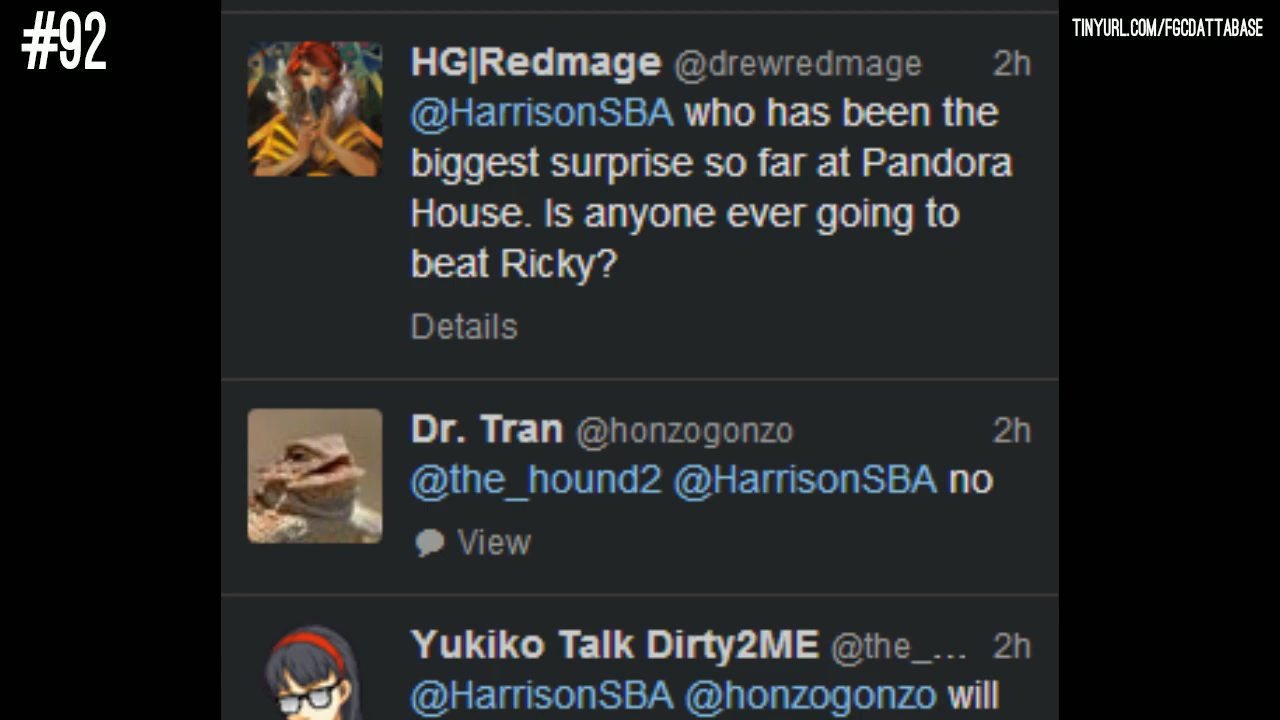 #92
TINYURL.COM/FGCDATTABASE
HG|Redmage @drewredmage 2h
@HarrisonSBA who has been the
biggest surprise so far at Pandora
House. Is anyone ever going to
beat Ricky?
Details
Dr. Tran @honzogonzo 2h
@the_hound2 @HarrisonSBA no
View
Yukiko Talk Dirty2ME @the_... 2h
@HarrisonSBA @honzogonzo will